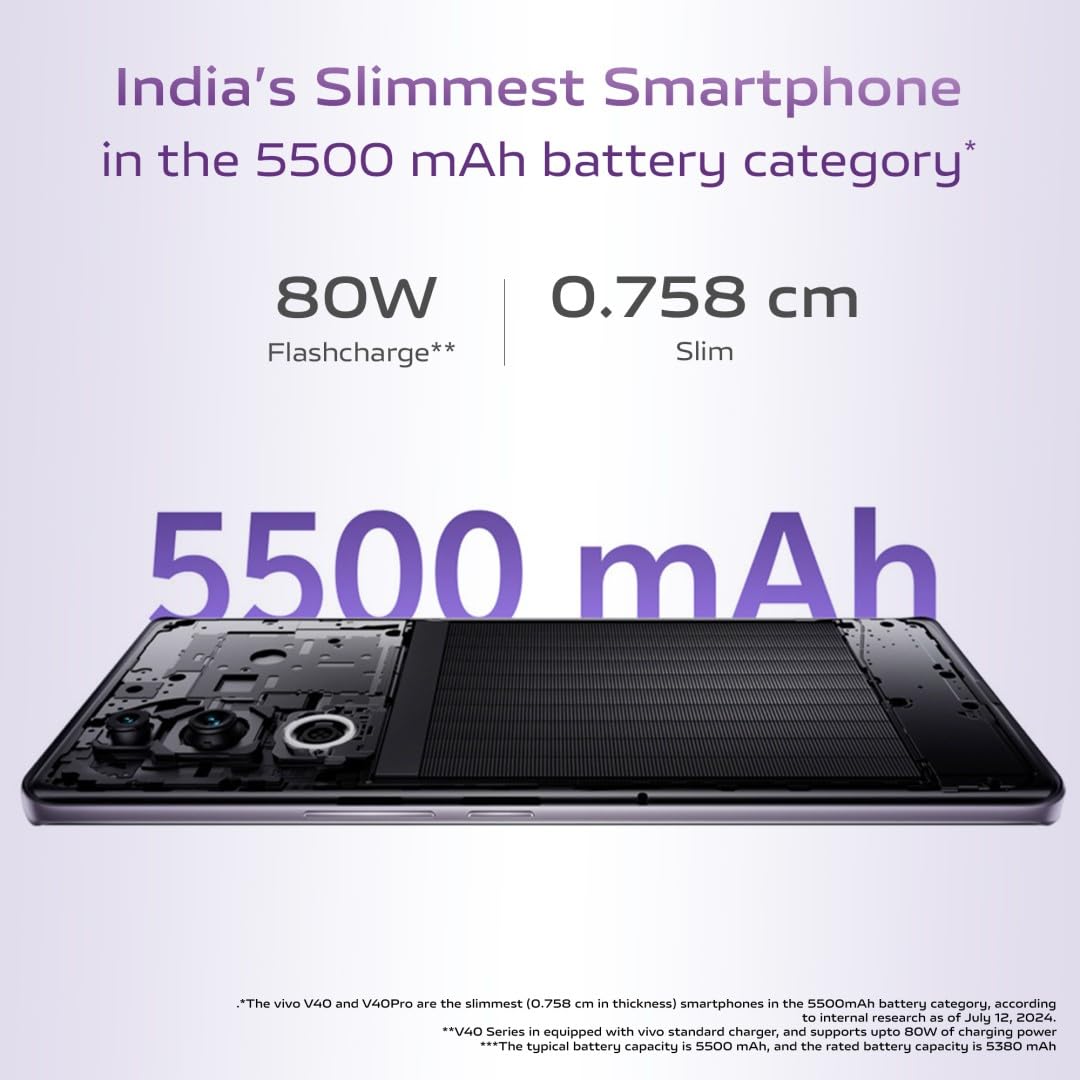 India's Slimmest Smartphone
in the 5500 mAh battery category*
80W
Flashcharge**
0.758 cm
Slim
5500 mAh
.*The vivo V40 and V40Pro are the slimmest (0.758 cm in thickness) smartphones in the 5500mAh battery category, according
to internal research as of July 12, 2024.
**V40 Series in equipped with vivo standard charger, and supports upto 80W of charging power
***The typical battery capacity is 5500 mAh, and the rated battery capacity is 5380 mAh